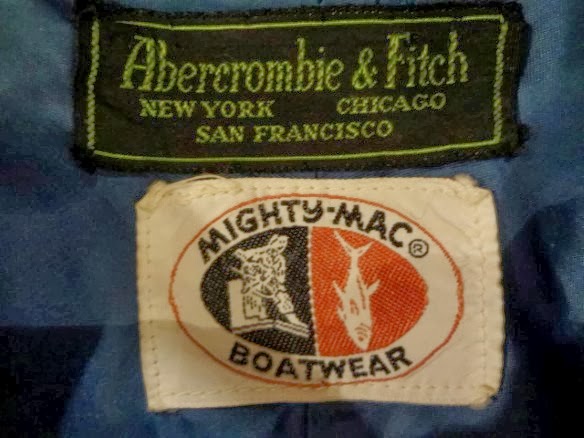 Abercrombie & Fitch
NEW YORK CHICAGO
SAN FRANCISCO
MIGHTY-MAC®
BOATWEAR